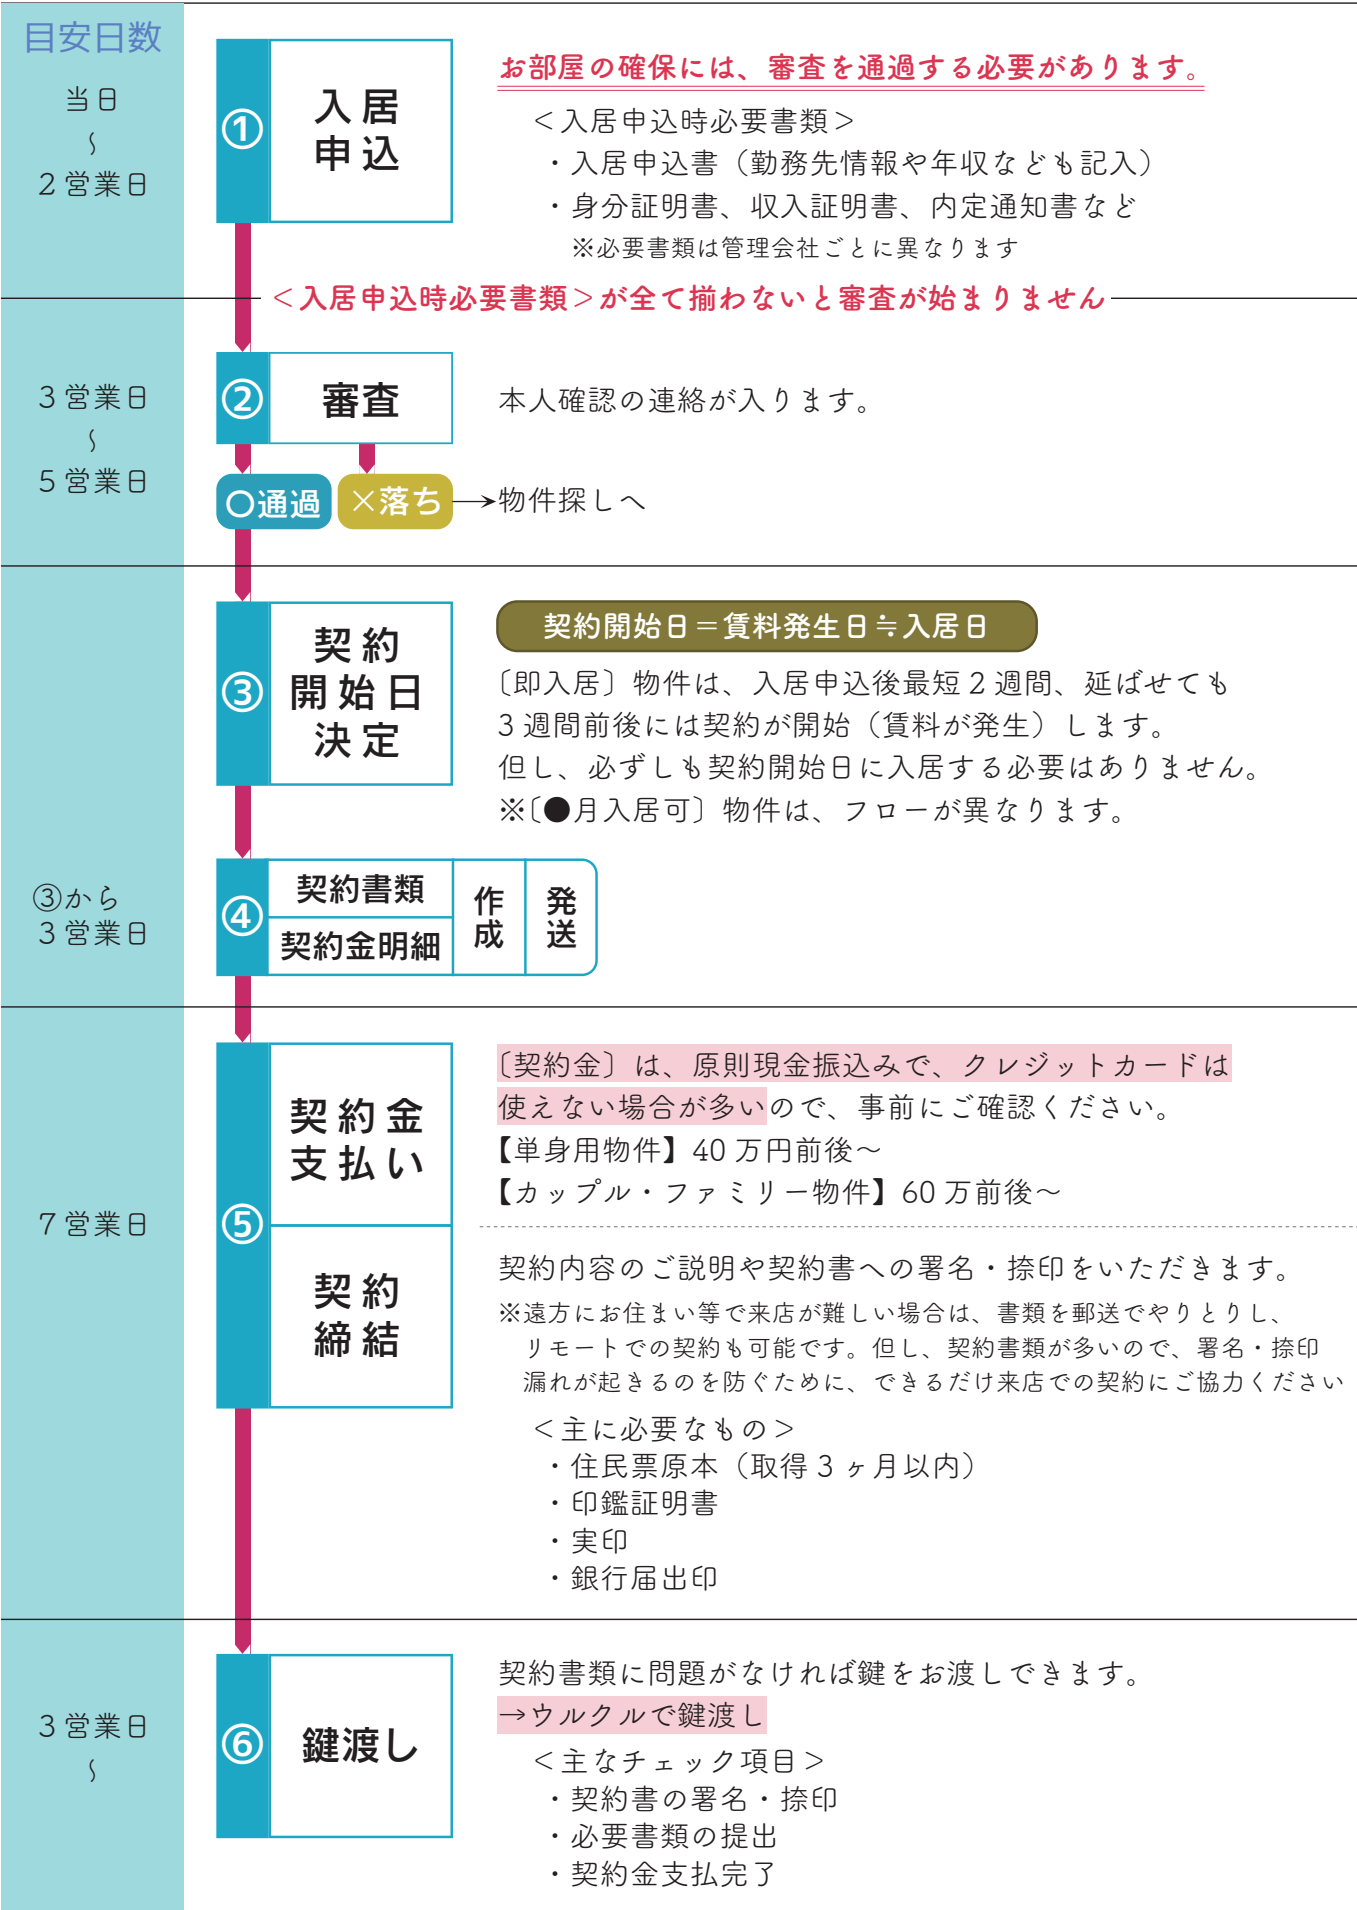 目安日数
当日
〜
2営業日
①
入居
申込
お部屋の確保には、審査を通過する必要があります。
＜入居申込時必要書類＞
・入居申込書（勤務先情報や年収なども記入）
・身分証明書、収入証明書、内定通知書など
※必要書類は管理会社ごとに異なります
＜入居申込時必要書類＞が全て揃わないと審査が始まりません
3営業日
〜
5営業日
②
審査
本人確認の連絡が入ります。
〇通過
×落ち
→物件探しへ
③
契約
開始日
決定
契約開始日＝賃料発生日≒入居日
〔即入居〕物件は、入居申込後最短2週間、延ばせても
3週間前後には契約が開始（賃料が発生）します。
但し、必ずしも契約開始日に入居する必要はありません。
※〔●月入居可〕物件は、フローが異なります。
③から
3営業日
④
契約書類
契約金明細
作成
発送
7営業日
⑤
契約金
支払い
〔契約金〕は、原則現金振込みで、クレジットカードは
使えない場合が多いので、事前にご確認ください。
【単身用物件】40万円前後〜
【カップル・ファミリー物件】60万前後〜
契約
締結
契約内容のご説明や契約書への署名・捺印をいただきます。
※遠方にお住まい等で来店が難しい場合は、書類を郵送でやりとりし、
リモートでの契約も可能です。但し、契約書類が多いので、署名・捺印
漏れが起きるのを防ぐために、できるだけ来店での契約にご協力ください
＜主に必要なもの＞
・住民票原本（取得3ヶ月以内）
・印鑑証明書
・実印
・銀行届出印
3営業日
〜
⑥
鍵渡し
契約書類に問題がなければ鍵をお渡しできます。
→ウルクルで鍵渡し
＜主なチェック項目＞
・契約書の署名・捺印
・必要書類の提出
・契約金支払完了